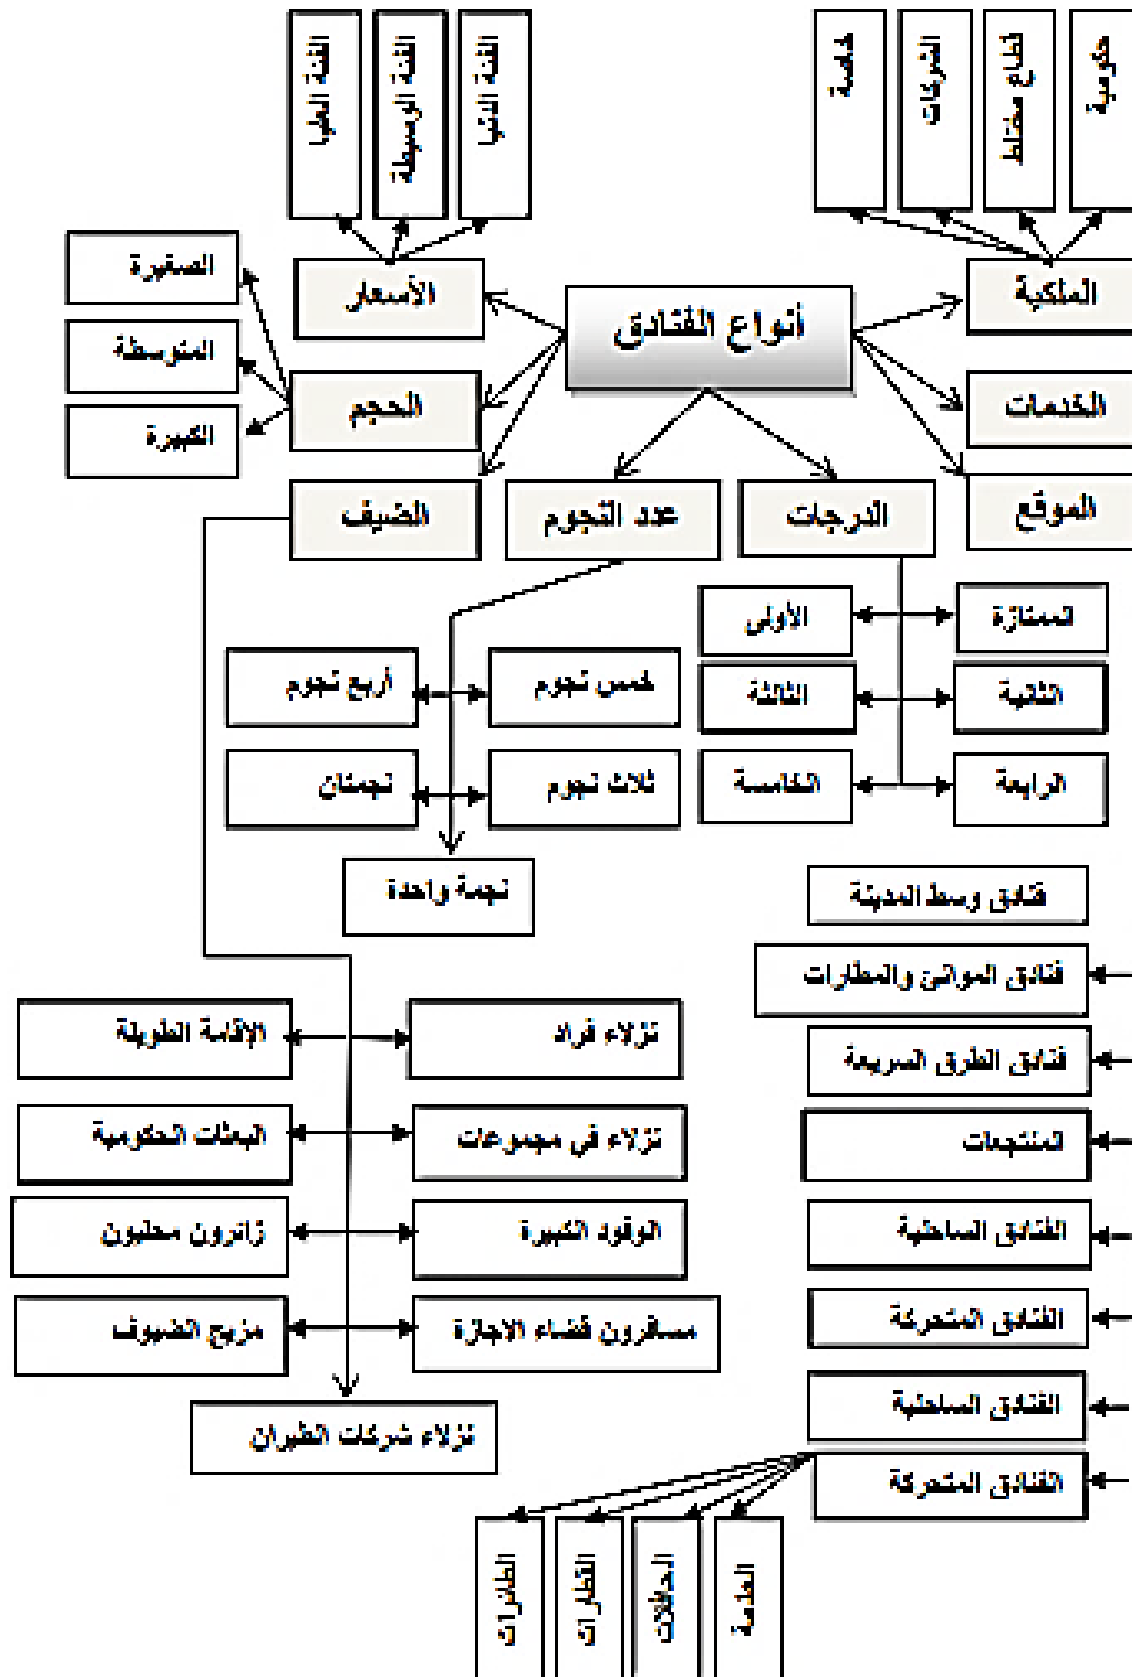 أنواع الفنادق
الملكية
حكومية
قطاع مختلط
الشركات
خاصة
الأسعار
الفئة الدنيا
الفئة الوسيطة
الفئة العليا
الحجم
الصغيرة
المتوسطة
الكبيرة
الخدمات
الموقع
الدرجات
عدد النجوم
الضيف
الممتازة
الأولى
الثانية
الثالثة
الرابعة
الخامسة
خمس نجوم
أربع نجوم
ثلاث نجوم
نجمتان
نجمة واحدة
فنادق وسط المدينة
فنادق الموانئ والمطارات
فنادق الطرق السريعة
المنتجعات
الفنادق الساحلية
الفنادق المتحركة
الفنادق الساحلية
الفنادق المتحركة
الحافلات
القطارات
الطائرات
نزلاء فراد
الإقامة الطويلة
نزلاء في مجموعات
البعثات الحكومية
الوفود الكبيرة
زائرون محليون
مسافرون قضاء الاجازة
مزيج الضيوف
نزلاء شركات الطيران